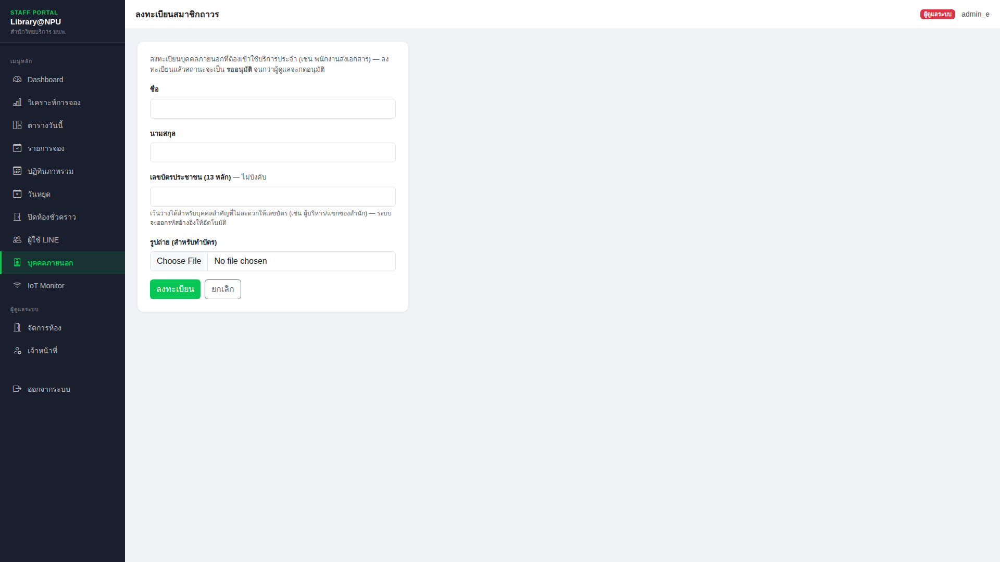 STAFF PORTAL
Library@NPU
สำนักวิทยบริการ มนพ.
เมนูหลัก
Dashboard
วิเคราะห์การจอง
ตารางวันนี้
รายการจอง
ปฏิทินภาพรวม
วันหยุด
ปิดห้องชั่วคราว
ผู้ใช้ LINE
บุคคลภายนอก
IoT Monitor
ผู้ดูแลระบบ
จัดการห้อง
เจ้าหน้าที่
ออกจากระบบ
ลงทะเบียนสมาชิกถาวร
ผู้ดูแลระบบ admin_e
ลงทะเบียนบุคคลภายนอกที่ต้องเข้าใช้บริการประจำ (เช่น พนักงานส่งเอกสาร) — ลง
ทะเบียนแล้วสถานะจะเป็น รออนุมัติ จนกว่าผู้ดูแลจะกดอนุมัติ
ชื่อ
นามสกุล
เลขบัตรประชาชน (13 หลัก) — ไม่บังคับ
เว้นว่างได้สำหรับบุคคลสำคัญที่ไม่สะดวกให้เลขบัตร (เช่น ผู้บริหาร/แขกของสำนัก) — ระบบ
จะออกรหัสอ้างอิงให้อัตโนมัติ
รูปถ่าย (สำหรับทำบัตร)
Choose File No file chosen
ลงทะเบียน ยกเลิก